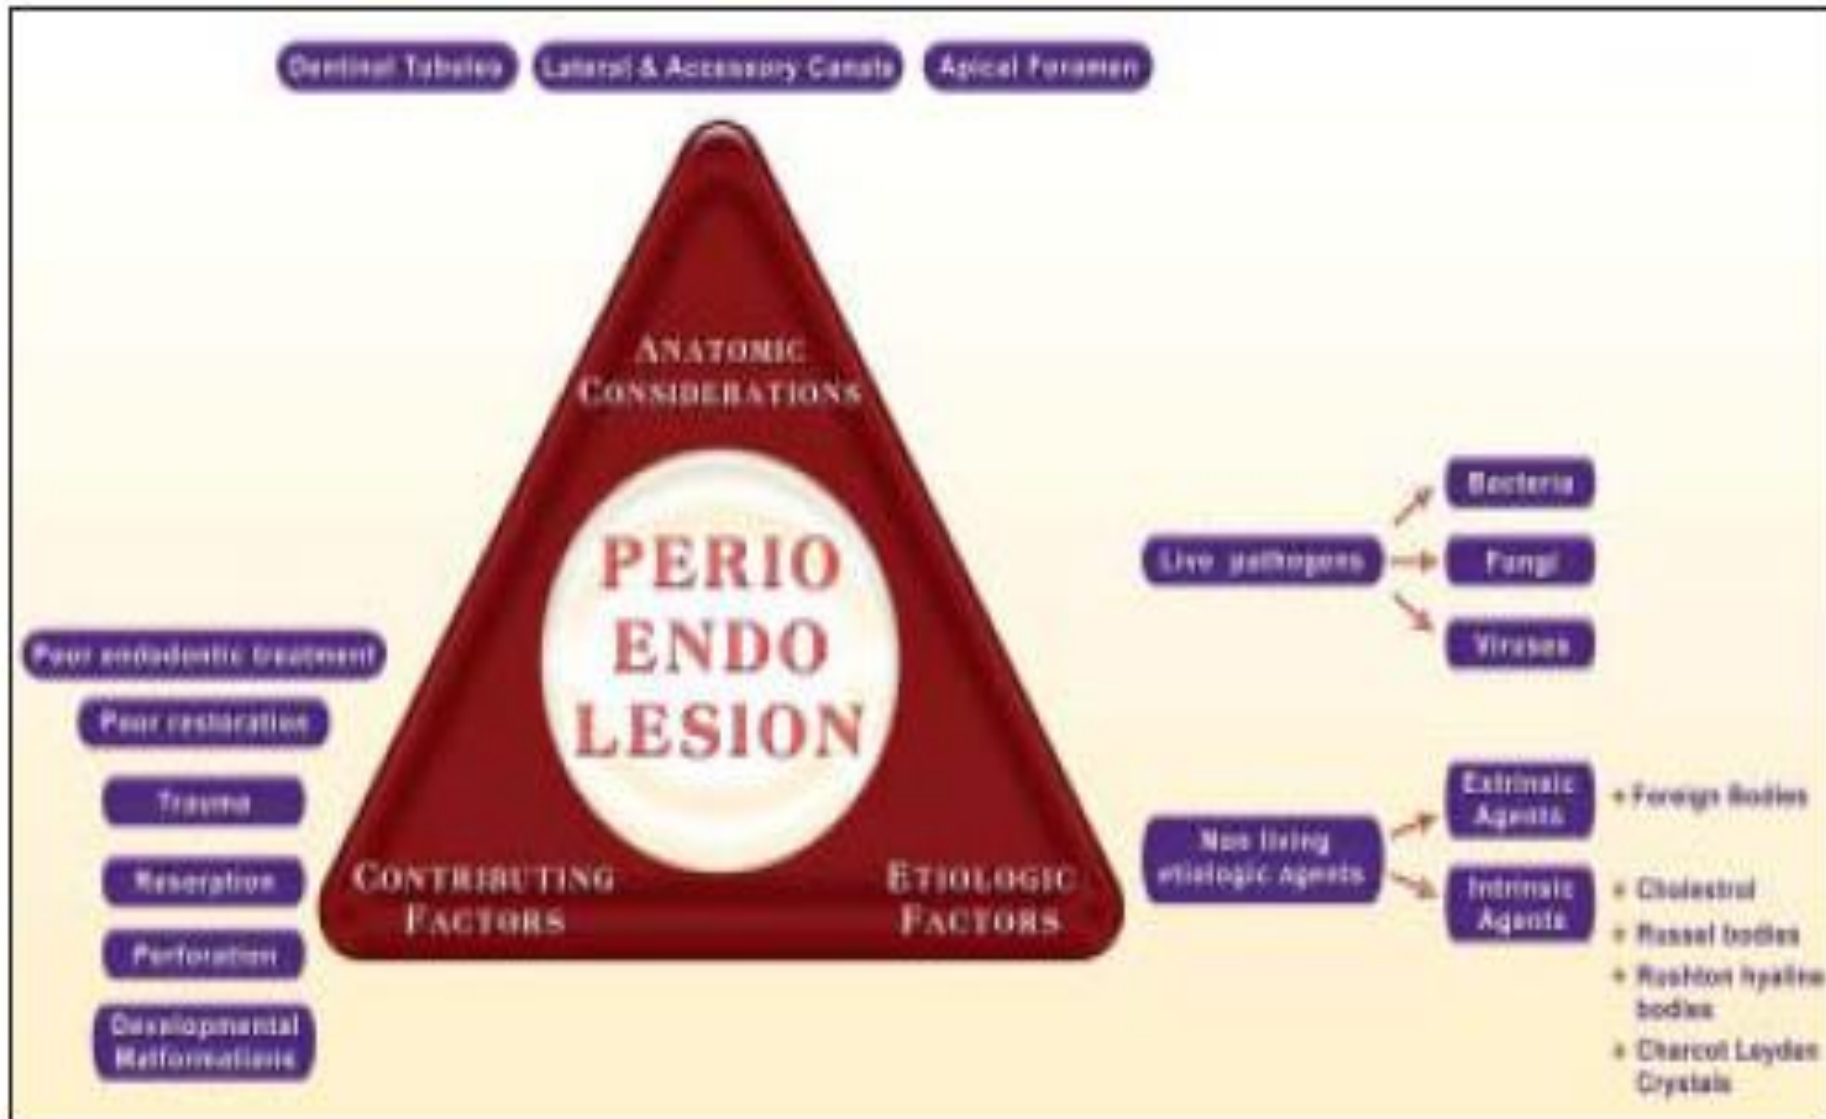 Dentinal Tubules
Lateral & Accessory Canals
Apical Foramen
ANATOMIC
CONSIDERATIONS
PERIO
ENDO
LESION
CONTRIBUTING
FACTORS
ETIOLOGIC
FACTORS
Poor endodontic treatment
Poor restoration
Trauma
Resorption
Perforation
Developmental
Malformations
Live pathogens
Bacteria
Fungi
Viruses
Non living
etiologic agents
Extrinsic
Agents
Foreign Bodies
Intrinsic
Agents
Cholestrol
Russel bodies
Rushton hyaline
bodies
Charcot Leyden
Crystals